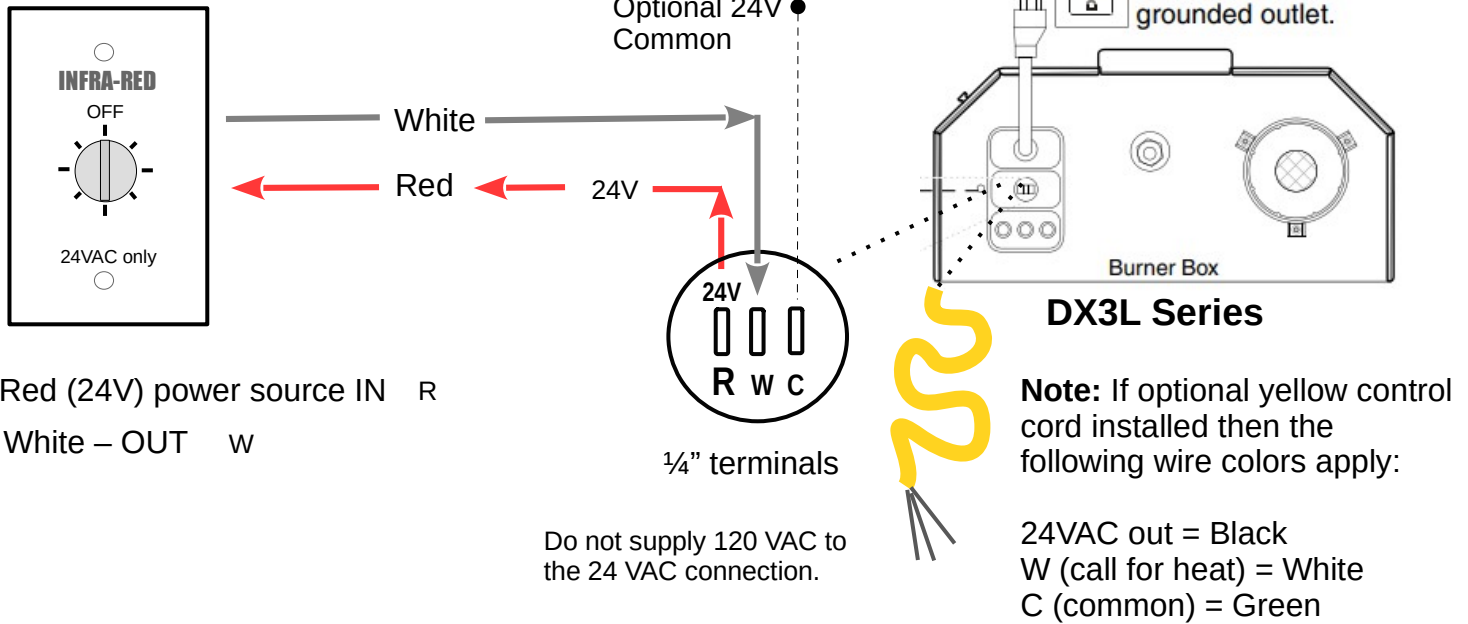 Optional 24V
Common
grounded outlet.
INFRA-RED
OFF
24VAC only
White
Red
24V
24V
R W C
¼” terminals
Burner Box
DX3L Series
Red (24V) power source IN R
White – OUT W
Do not supply 120 VAC to
the 24 VAC connection.
Note: If optional yellow control
cord installed then the
following wire colors apply:
24VAC out = Black
W (call for heat) = White
C (common) = Green